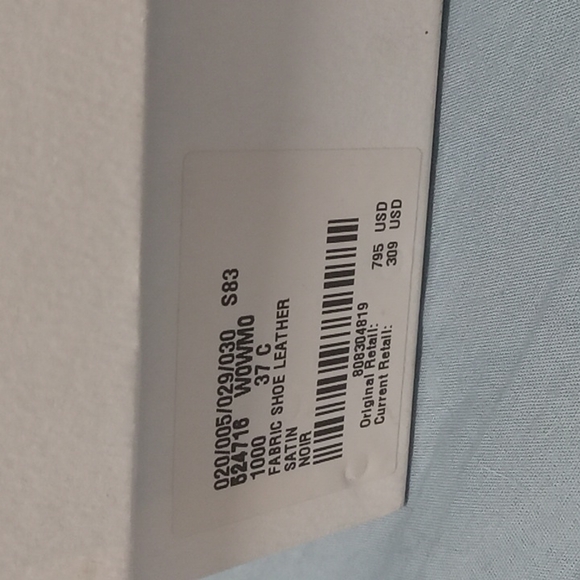 020/005/029/030 S83
524716 W0WM0
1000 37 C
FABRIC SHOE LEATHER
SATIN
NOIR
808304819
Original Retail: 795 USD
Current Retail: 309 USD